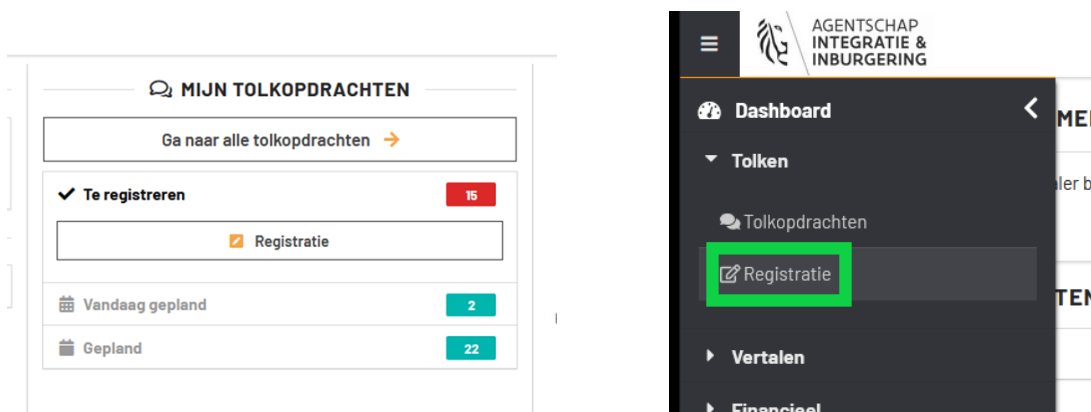 MIJN TOLKOPDRACHTEN
Ga naar alle tolkopdrachten
Te registreren 15
Registratie
Vandaag gepland 2
Gepland 22
AGENTSCHAP
INTEGRATIE &
INBURGERING
Dashboard
Tolken
Tolkopdrachten
Registratie
Vertalen
Financieel